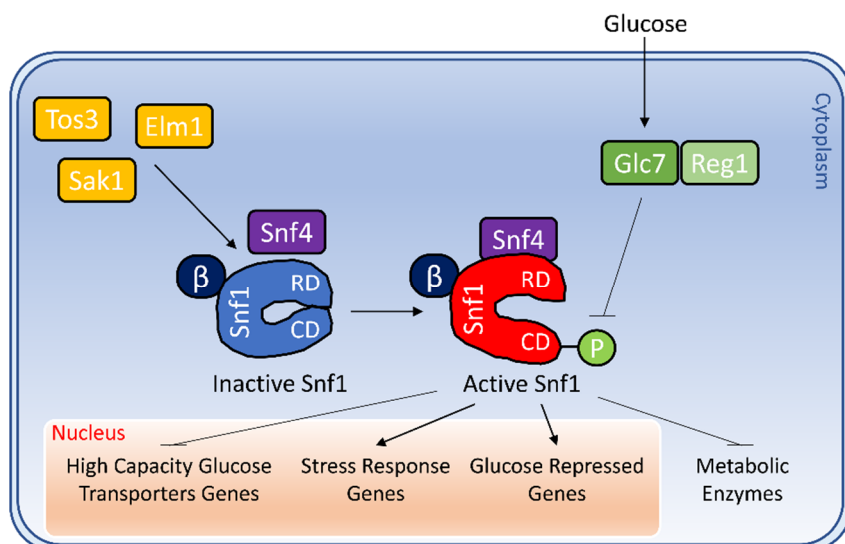 Glucose
Cytoplasm
Tos3
Elm1
Sak1
Glc7
Reg1
Snf4
β
Snf1
RD
CD
Snf4
β
Snf1
RD
CD
P
Inactive Snf1
Active Snf1
Nucleus
High Capacity Glucose
Transporters Genes
Stress Response
Genes
Glucose Repressed
Genes
Metabolic
Enzymes